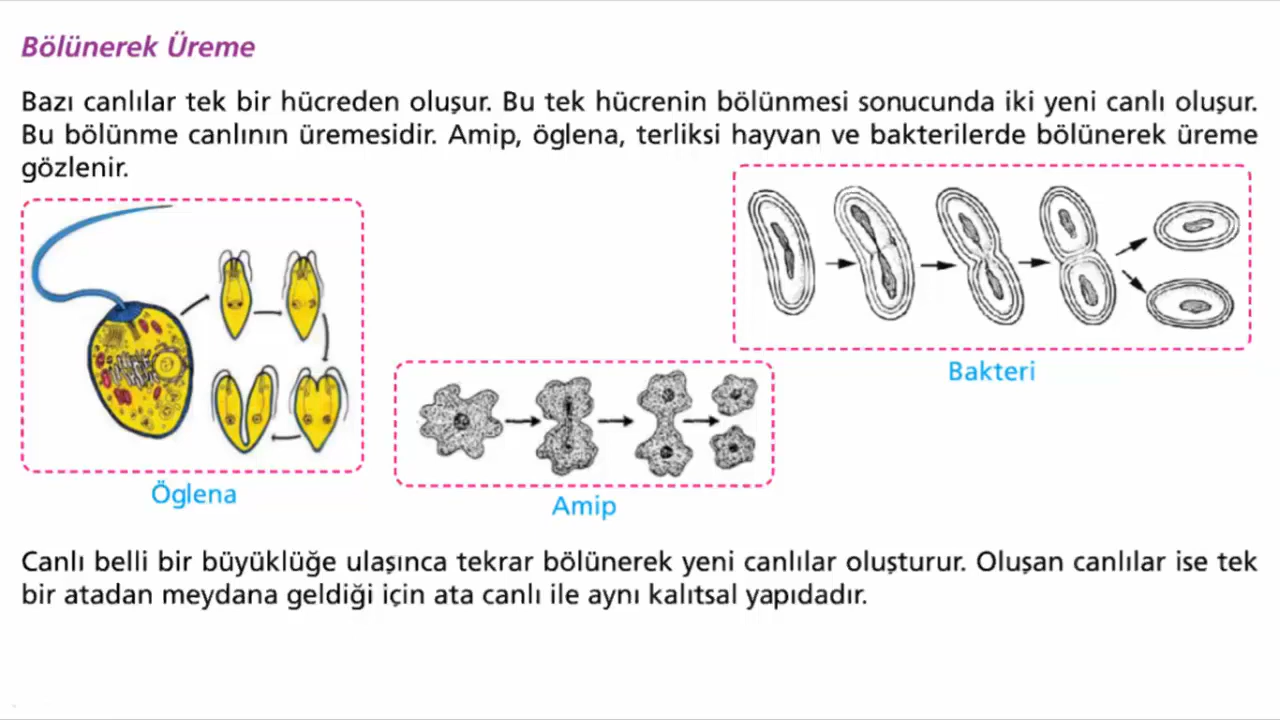 Bölünerek Üreme
Bazı canlılar tek bir hücreden oluşur. Bu tek hücrenin bölünmesi sonucunda iki yeni canlı oluşur.
Bu bölünme canlının üremesidir. Amip, öglena, terliksi hayvan ve bakterilerde bölünerek üreme
gözlenir.
Bakteri
Öglena
Amip
Canlı belli bir büyüklüğe ulaşınca tekrar bölünerek yeni canlılar oluşturur. Oluşan canlılar ise tek
bir atadan meydana geldiği için ata canlı ile aynı kalıtsal yapıdadır.